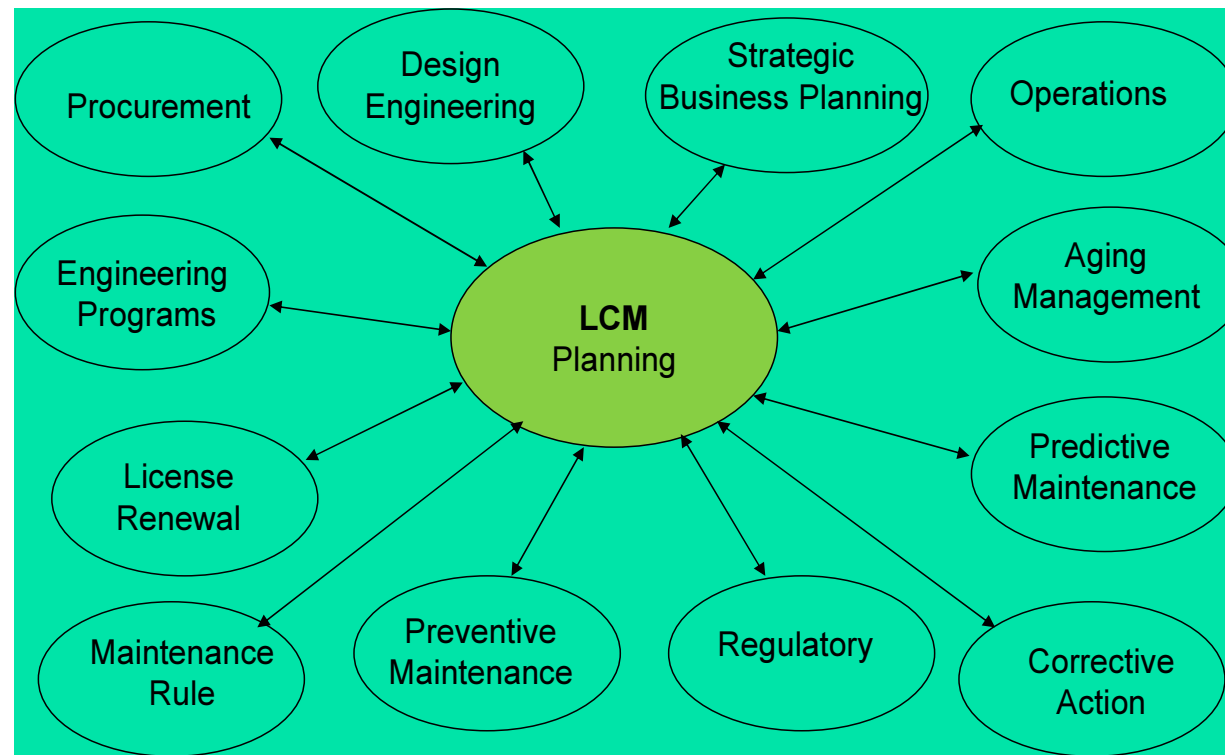 Procurement
Design
Engineering
Strategic
Business Planning
Operations
Engineering
Programs
LCM
Planning
Aging
Management
License
Renewal
Predictive
Maintenance
Maintenance
Rule
Preventive
Maintenance
Regulatory
Corrective
Action